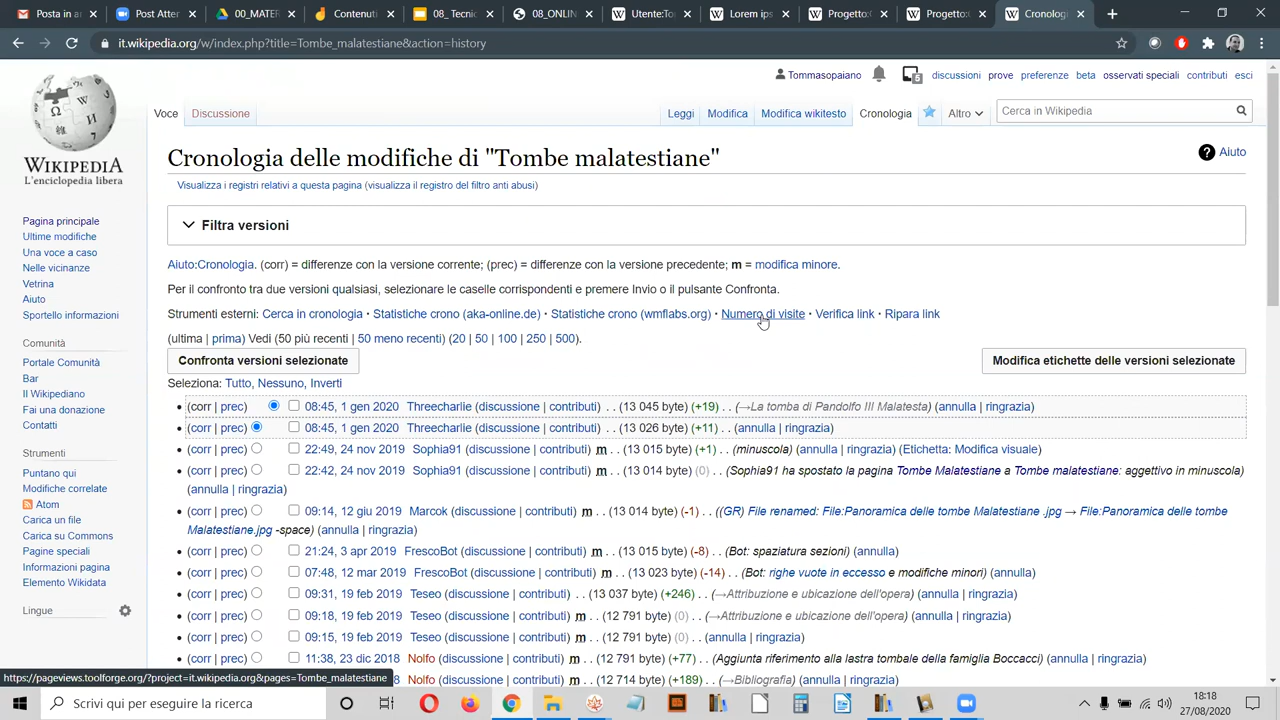 Posta in a
Post Atter
00_MATER
Contenuti
08_Tecnic
08_ONLIN
Utente:To
Lorem ips
Progetto:
Progetto:
Cronologi
it.wikipedia.org/w/index.php?title=Tombe_malatestiane&action=history
Tommasopaiano 5 discussioni prove preferenze beta osservati speciali contributi esci
Voce Discussione Leggi Modifica Modifica wikitesto Cronologia Altro Cerca in Wikipedia
WIKIPEDIA
L'enciclopedia libera
Cronologia delle modifiche di "Tombe malatestiane"
? Aiuto
Visualizza i registri relativi a questa pagina (visualizza il registro del filtro anti abusi)
Filtra versioni
Aiuto:Cronologia. (corr) = differenze con la versione corrente; (prec) = differenze con la versione precedente; m = modifica minore.
Per il confronto tra due versioni qualsiasi, selezionare le caselle corrispondenti e premere Invio o il pulsante Confronta.
Strumenti esterni: Cerca in cronologia · Statistiche crono (aka-online.de) · Statistiche crono (wmflabs.org) · Numero di visite · Verifica link · Ripara link
(ultima | prima) Vedi (50 più recenti | 50 meno recenti) (20 | 50 | 100 | 250 | 500).
Confronta versioni selezionate
Modifica etichette delle versioni selezionate
Seleziona: Tutto, Nessuno, Inverti
(corr | prec) 08:45, 1 gen 2020 Threecharlie (discussione | contributi) . . (13 045 byte) (+19) . . (→La tomba di Pandolfo III Malatesta) (annulla | ringrazia)
(corr | prec) 08:45, 1 gen 2020 Threecharlie (discussione | contributi) . . (13 026 byte) (+11) . . (annulla | ringrazia)
(corr | prec) 22:49, 24 nov 2019 Sophia91 (discussione | contributi) m . . (13 015 byte) (+1) . . (minuscola) (annulla | ringrazia) (Etichetta: Modifica visuale)
(corr | prec) 22:42, 24 nov 2019 Sophia91 (discussione | contributi) m . . (13 014 byte) (0) . . (Sophia91 ha spostato la pagina Tombe Malatestiane a Tombe malatestiane: aggettivo in minuscola)
(annulla | ringrazia)
(corr | prec) 09:14, 12 giu 2019 Marcok (discussione | contributi) m . . (13 014 byte) (-1) . . ((GR) File renamed: File:Panoramica delle tombe Malatestiane .jpg → File:Panoramica delle tombe
Malatestiane.jpg -space) (annulla | ringrazia)
(corr | prec) 21:24, 3 apr 2019 FrescoBot (discussione | contributi) m . . (13 015 byte) (-8) . . (Bot: spaziatura sezioni) (annulla)
(corr | prec) 07:48, 12 mar 2019 FrescoBot (discussione | contributi) m . . (13 023 byte) (-14) . . (Bot: righe vuote in eccesso e modifiche minori) (annulla)
(corr | prec) 09:31, 19 feb 2019 Teseo (discussione | contributi) . . (13 037 byte) (+246) . . (→Attribuzione e ubicazione dell'opera) (annulla | ringrazia)
(corr | prec) 09:18, 19 feb 2019 Teseo (discussione | contributi) m . . (12 791 byte) (0) . . (→Attribuzione e ubicazione dell'opera) (annulla | ringrazia)
(corr | prec) 09:15, 19 feb 2019 Teseo (discussione | contributi) m . . (12 791 byte) (0) . . (annulla | ringrazia)
(corr | prec) 11:38, 23 dic 2018 Nolfo (discussione | contributi) m . . (12 791 byte) (+77) . . (Aggiunta riferimento alla lastra tombale della famiglia Boccacci) (annulla | ringrazia)
8 Nolfo (discussione | contributi) m . . (12 714 byte) (+189) . . (→Bibliografia) (annulla | ringrazia)
Pagina principale
Ultime modifiche
Una voce a caso
Nelle vicinanze
Vetrina
Aiuto
Sportello informazioni
Comunità
Portale Comunità
Bar
Il Wikipediano
Fai una donazione
Contatti
Strumenti
Puntano qui
Modifiche correlate
Atom
Carica un file
Carica su Commons
Pagine speciali
Informazioni pagina
Elemento Wikidata
Lingue
https://pageviews.toolforge.org/?project=it.wikipedia.org&pages=Tombe_malatestiane
Scrivi qui per eseguire la ricerca
18:18
27/08/2020